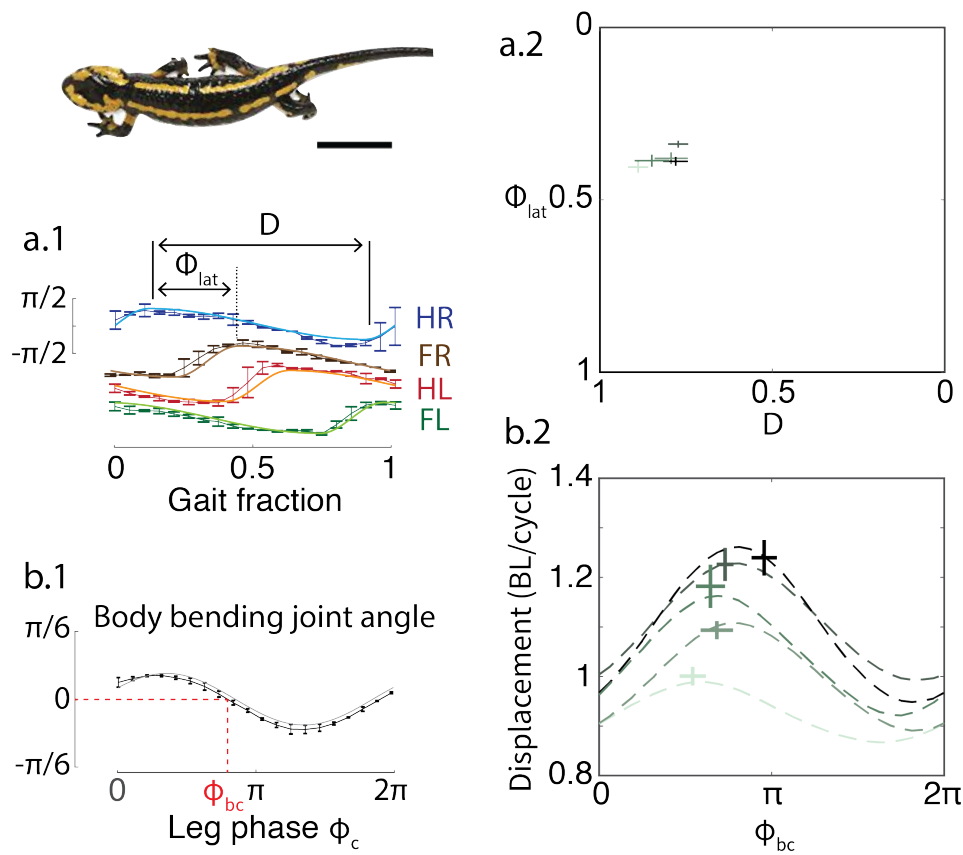 a.1
D
Φlat
π/2
-π/2
HR
FR
HL
FL
0 0.5 1
Gait fraction
b.1
Body bending joint angle
π/6
0
-π/6
0 Φbc π 2π
Leg phase Φc
a.2
0
Φlat 0.5
1
1 0.5 0
D
b.2
Displacement (BL/cycle)
1.4
1.2
1
0.8
0 π 2π
Φbc